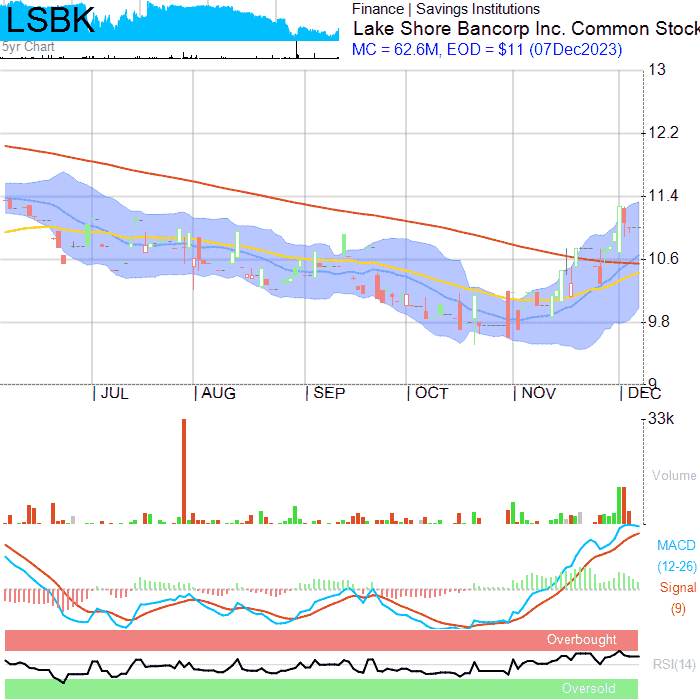 LSBK
5yr Chart
Finance | Savings Institutions
Lake Shore Bancorp Inc. Common Stock
MC = 62.6M, EOD = $11 (07Dec2023)
13
12.2
11.4
10.6
9.8
9
JUL
AUG
SEP
OCT
NOV
DEC
33k
Volume
MACD
(12-26)
Signal
(9)
Overbought
RSI(14)
Oversold